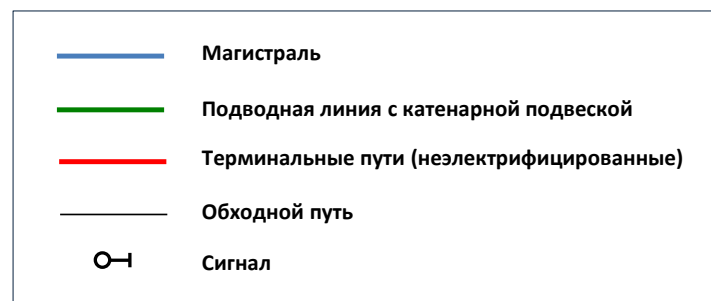 Магистраль
Подводная линия с катенарной подвеской
Терминальные пути (неэлектрифицированные)
Обходной путь
Сигнал